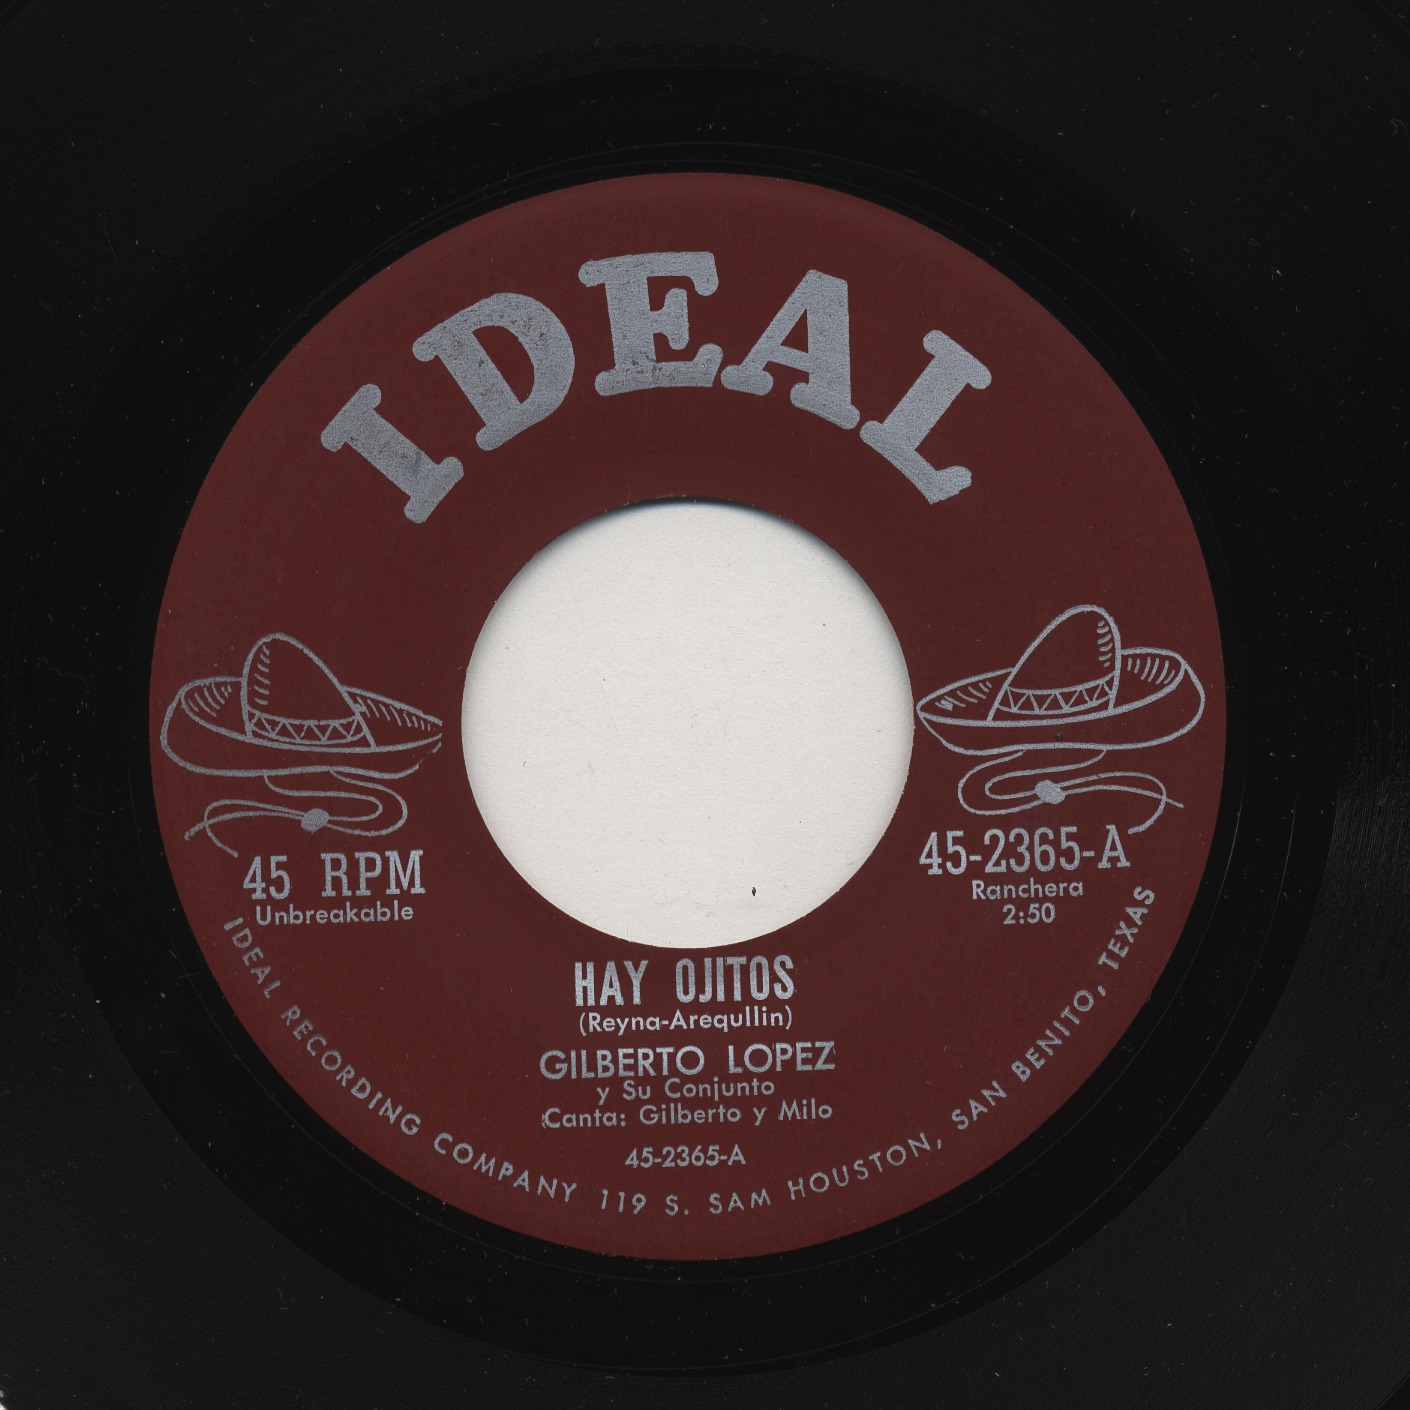 IDEAL
45 RPM
Unbreakable
45-2365-A
Ranchera
2:50
HAY OJITOS
(Reyna-Arequllin)
GILBERTO LOPEZ
y Su Conjunto
Canta: Gilberto y Milo
45-2365-A
IDEAL RECORDING COMPANY 119 S. SAM HOUSTON, SAN BENITO, TEXAS